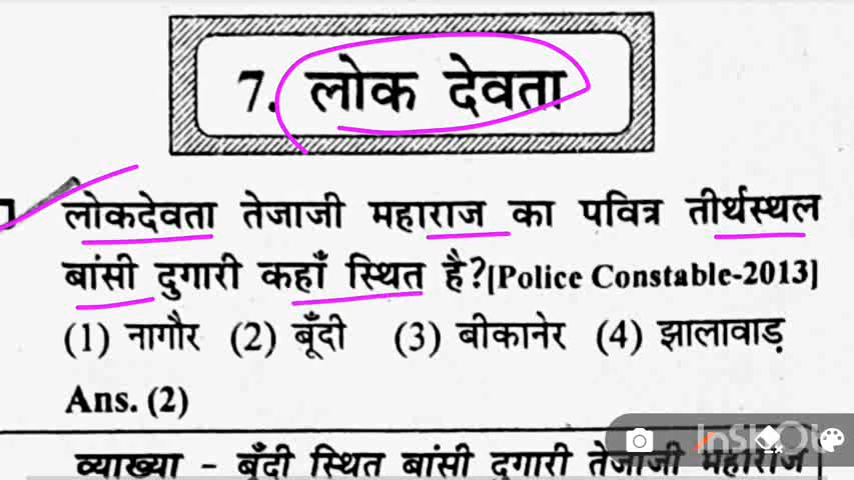 7. लोक देवता
लोकदेवता तेजाजी महाराज का पवित्र तीर्थस्थल
बांसी दुगारी कहाँ स्थित है?[Police Constable-2013]
(1) नागौर (2) बूँदी (3) बीकानेर (4) झालावाड़
Ans. (2)
व्याख्या - बूँदी स्थित बांसी दुगारी तेजाजी महाराज
InShOt